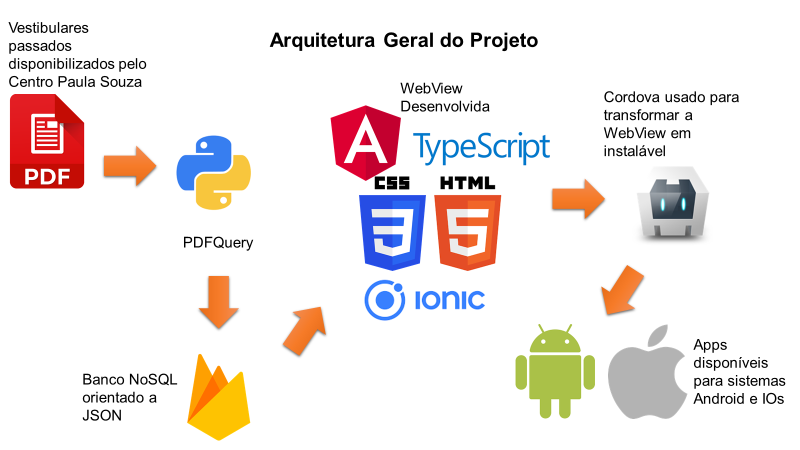 Arquitetura Geral do Projeto
Vestibulares
passados
disponibilizados pelo
Centro Paula Souza
PDF
PDFQuery
Banco NoSQL
orientado a
JSON
WebView
Desenvolvida
A
TypeScript
CSS HTML
3 5
IONIC
Cordova usado para
transformar a
WebView em
instalável
Apps
disponíveis
para sistemas
Android e IOs